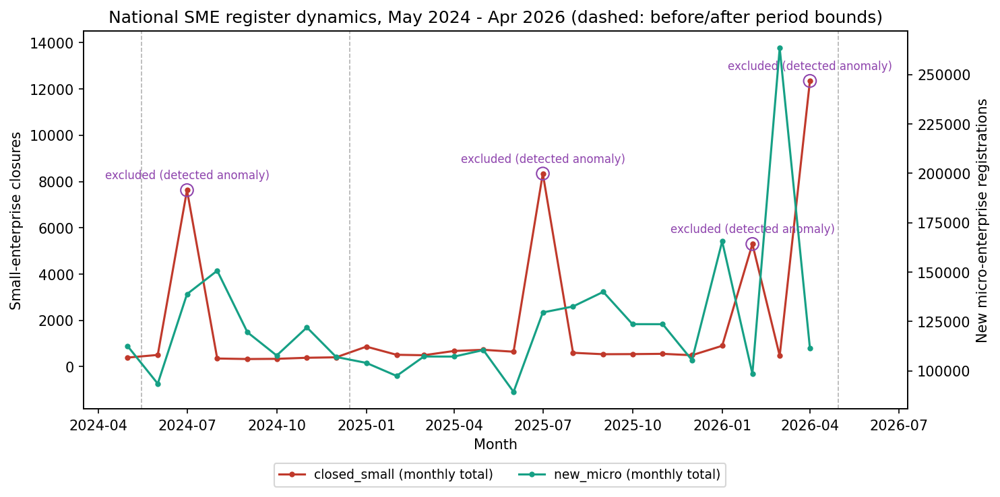 National SME register dynamics, May 2024 - Apr 2026 (dashed: before/after period bounds)
Small-enterprise closures
14000
12000
10000
8000
6000
4000
2000
0
excluded (detected anomaly)
excluded (detected anomaly)
excluded (detected anomaly)
excluded (detected anomaly)
250000
225000
200000
175000
150000
125000
100000
New micro-enterprise registrations
2024-04
2024-07
2024-10
2025-01
2025-04
2025-07
2025-10
2026-01
2026-04
2026-07
Month
closed_small (monthly total)
new_micro (monthly total)